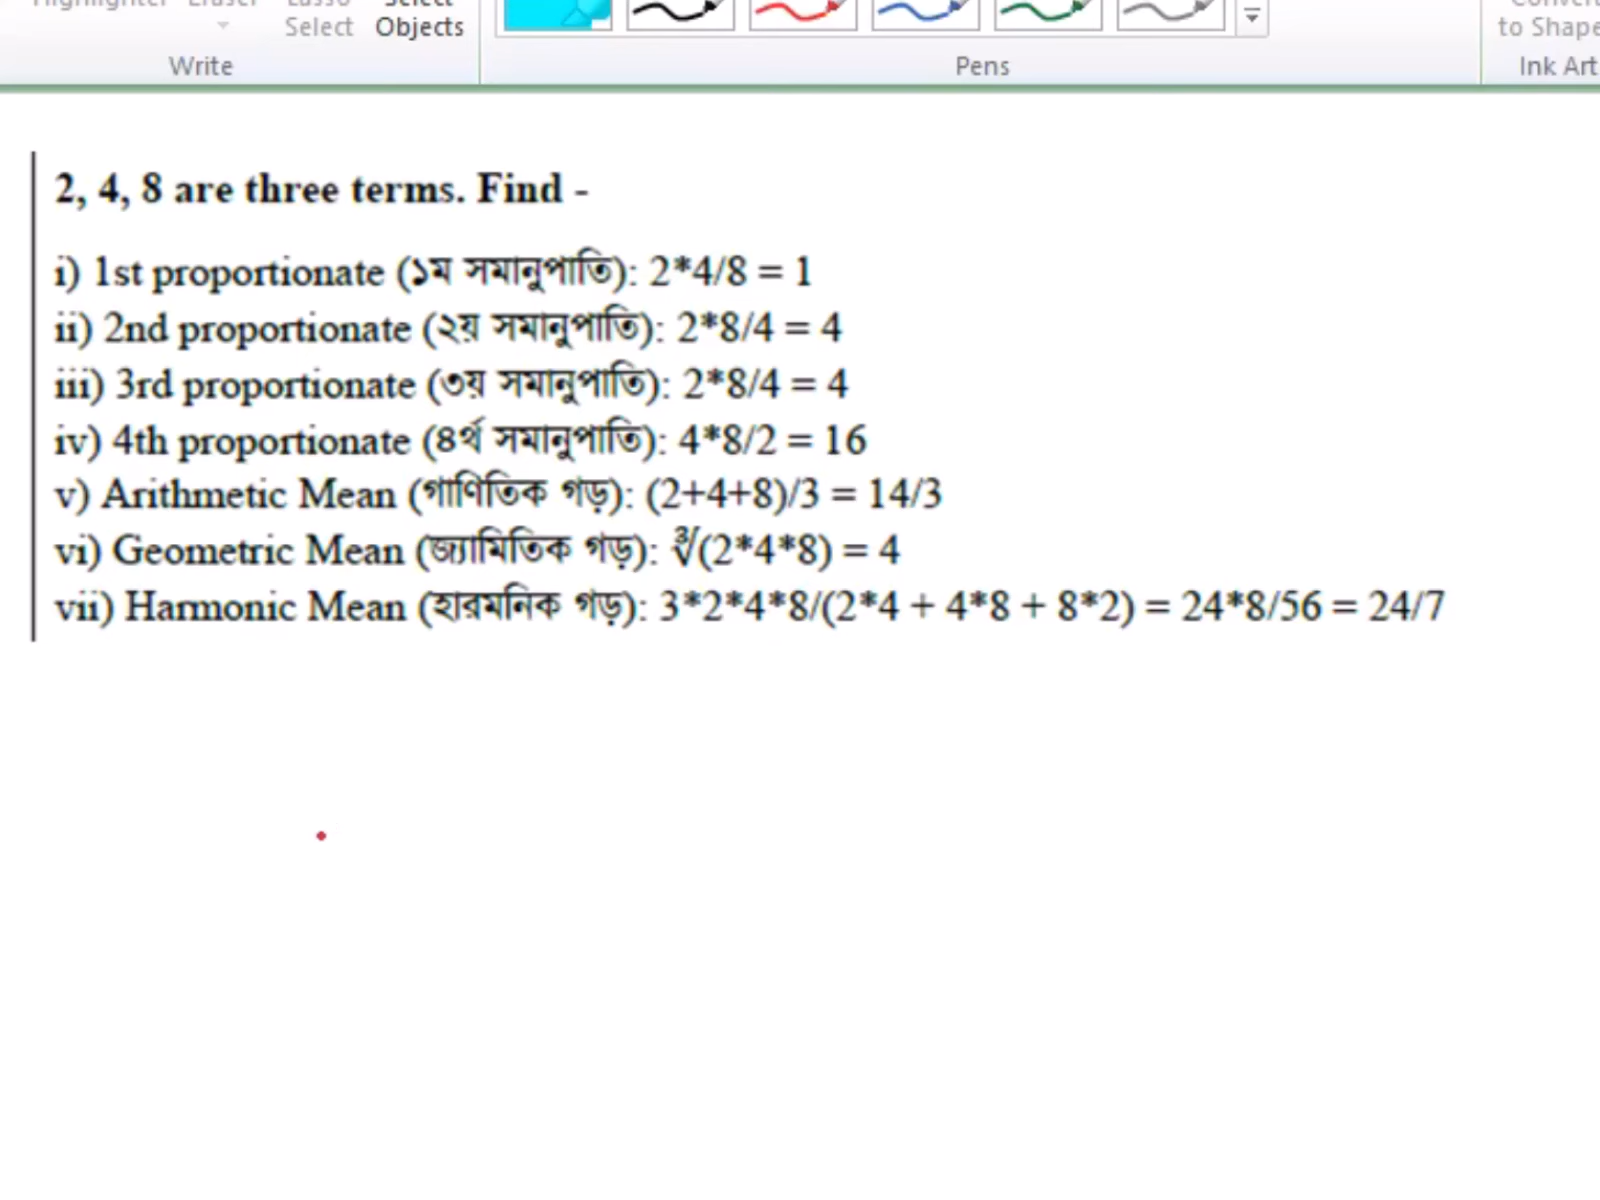 Select Objects
to Shape
Write Pens Ink Art
2, 4, 8 are three terms. Find -
i) 1st proportionate (১ম সমানুপাতি): 2*4/8 = 1
ii) 2nd proportionate (২য় সমানুপাতি): 2*8/4 = 4
iii) 3rd proportionate (৩য় সমানুপাতি): 2*8/4 = 4
iv) 4th proportionate (৪র্থ সমানুপাতি): 4*8/2 = 16
v) Arithmetic Mean (গাণিতিক গড়): (2+4+8)/3 = 14/3
vi) Geometric Mean (জ্যামিতিক গড়): ∛(2*4*8) = 4
vii) Harmonic Mean (হারমনিক গড়): 3*2*4*8/(2*4 + 4*8 + 8*2) = 24*8/56 = 24/7